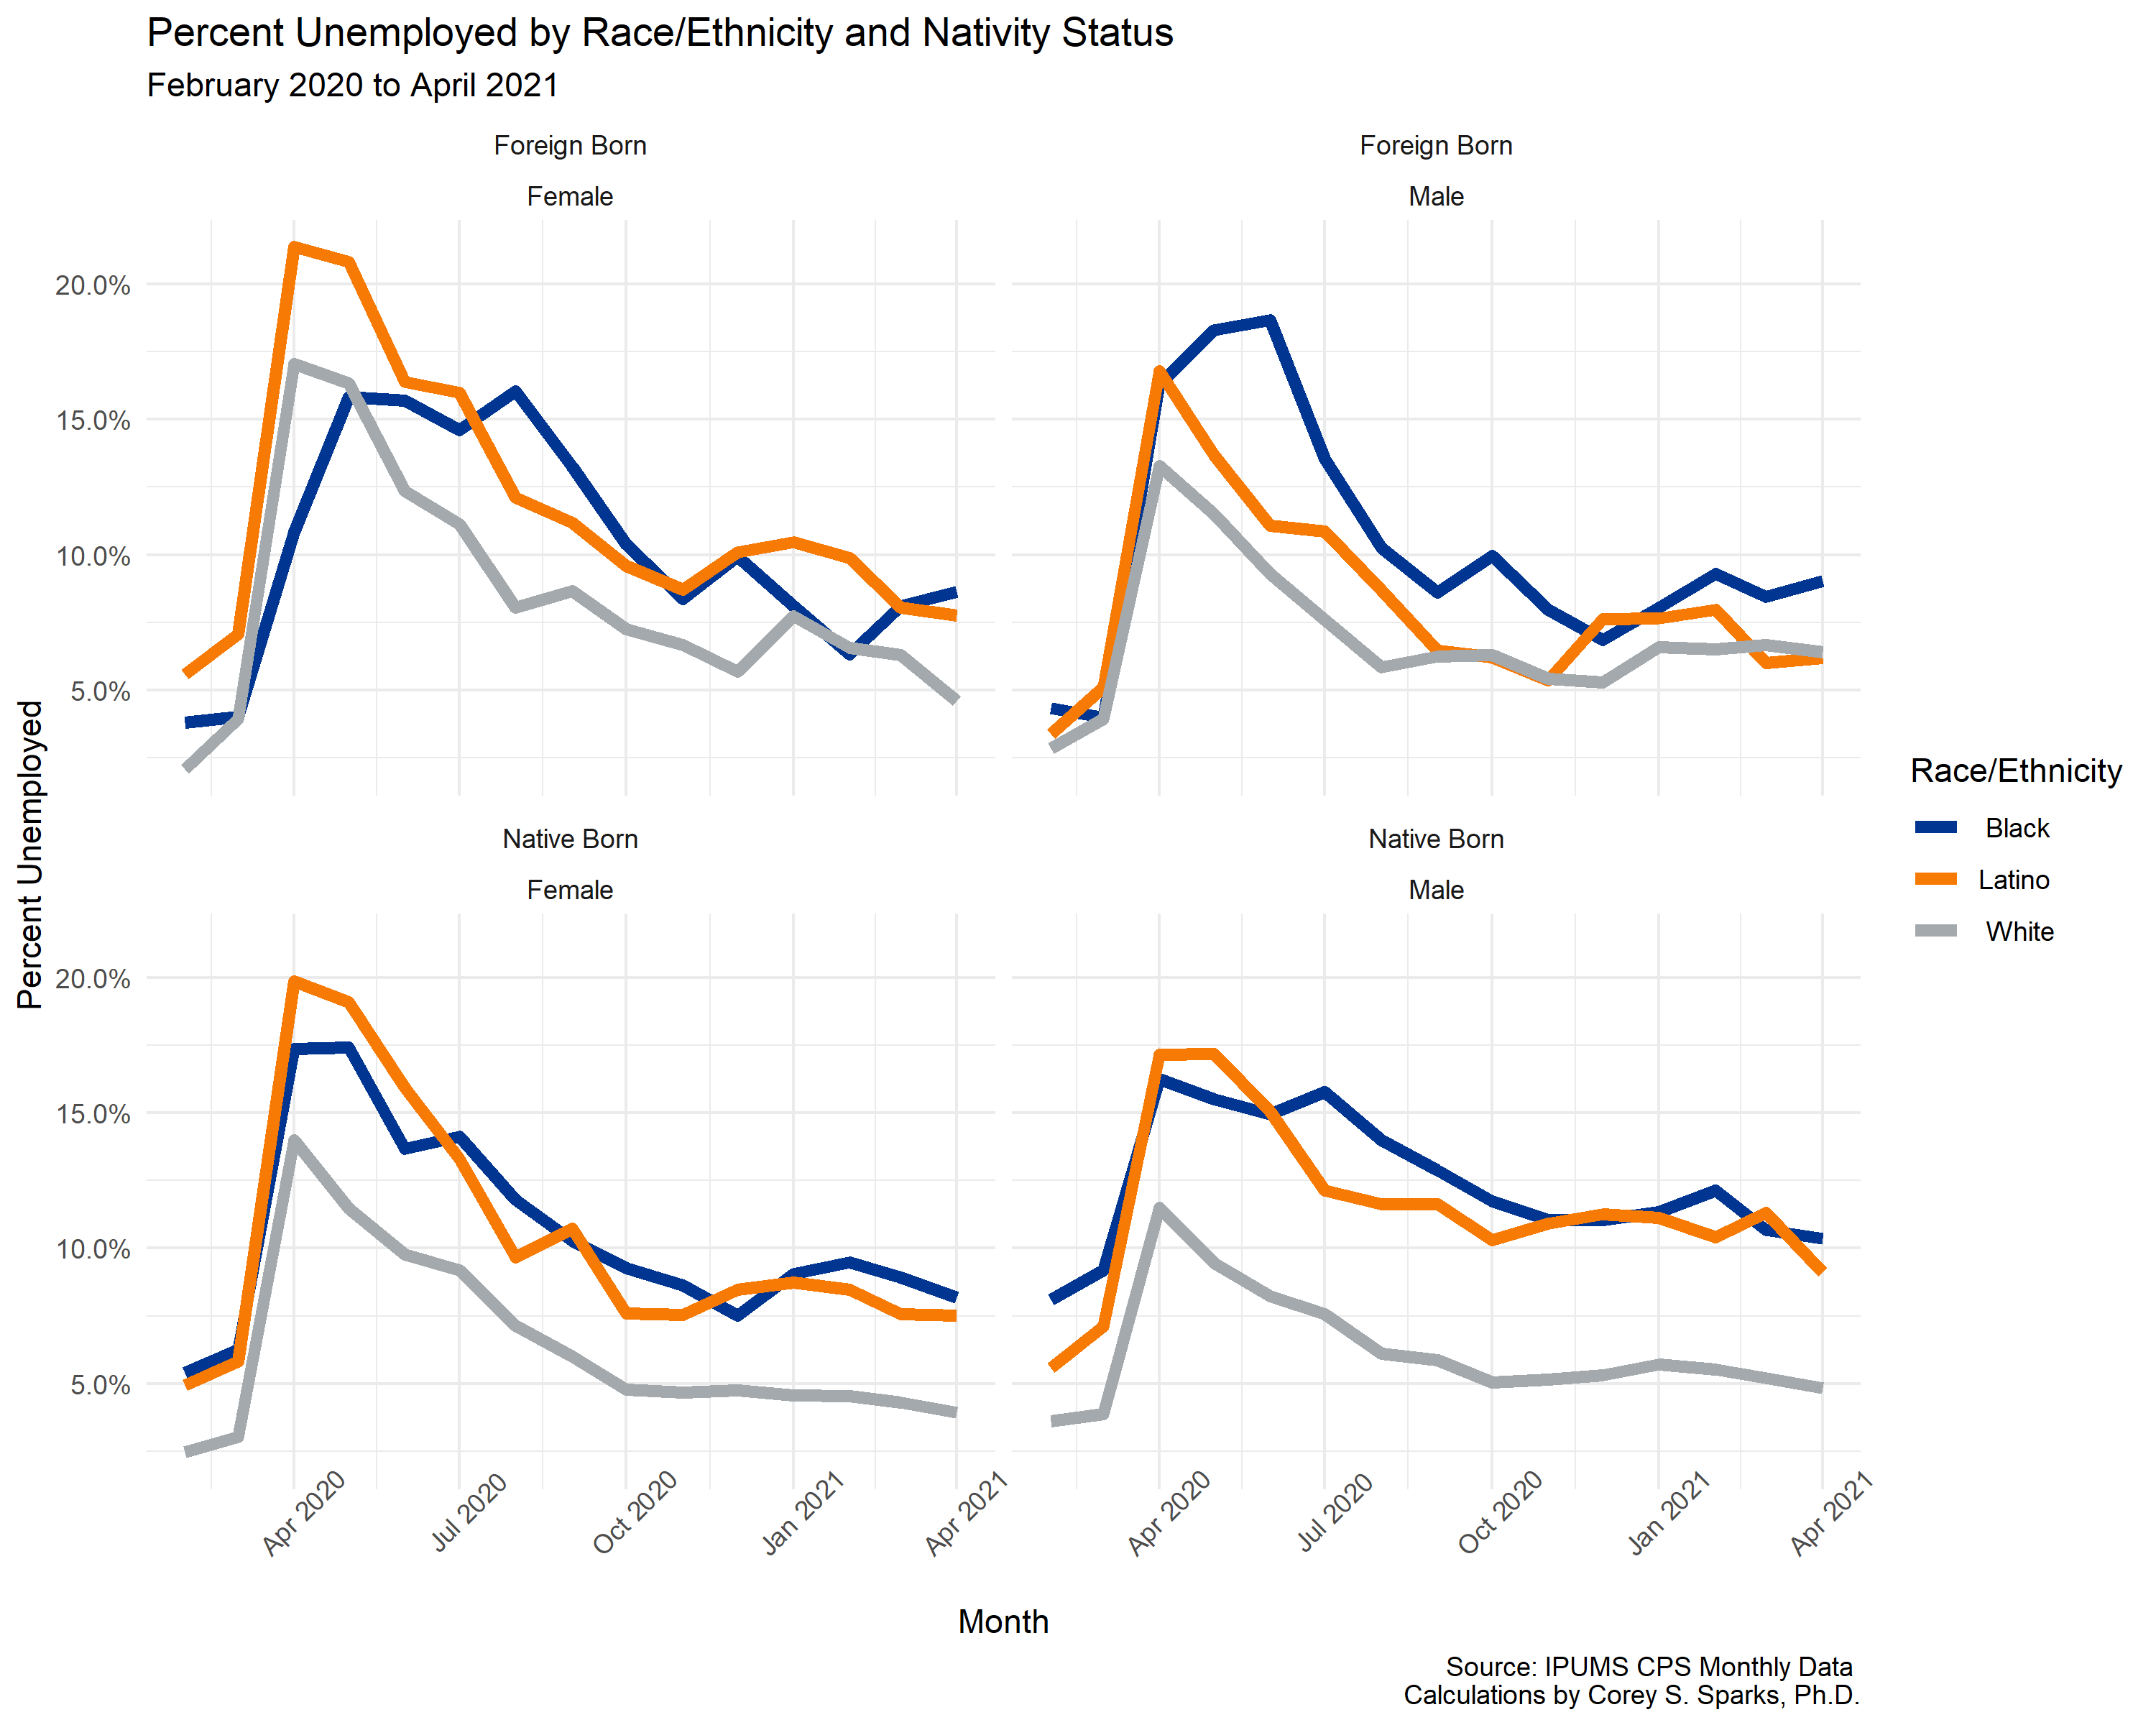 Percent Unemployed by Race/Ethnicity and Nativity Status
February 2020 to April 2021
Foreign Born
Female
Foreign Born
Male
20.0%
15.0%
10.0%
5.0%
Native Born
Female
Native Born
Male
20.0%
15.0%
10.0%
5.0%
Percent Unemployed
Apr 2020
Jul 2020
Oct 2020
Jan 2021
Apr 2021
Apr 2020
Jul 2020
Oct 2020
Jan 2021
Apr 2021
Month
Race/Ethnicity
Black
Latino
White
Source: IPUMS CPS Monthly Data
Calculations by Corey S. Sparks, Ph.D.